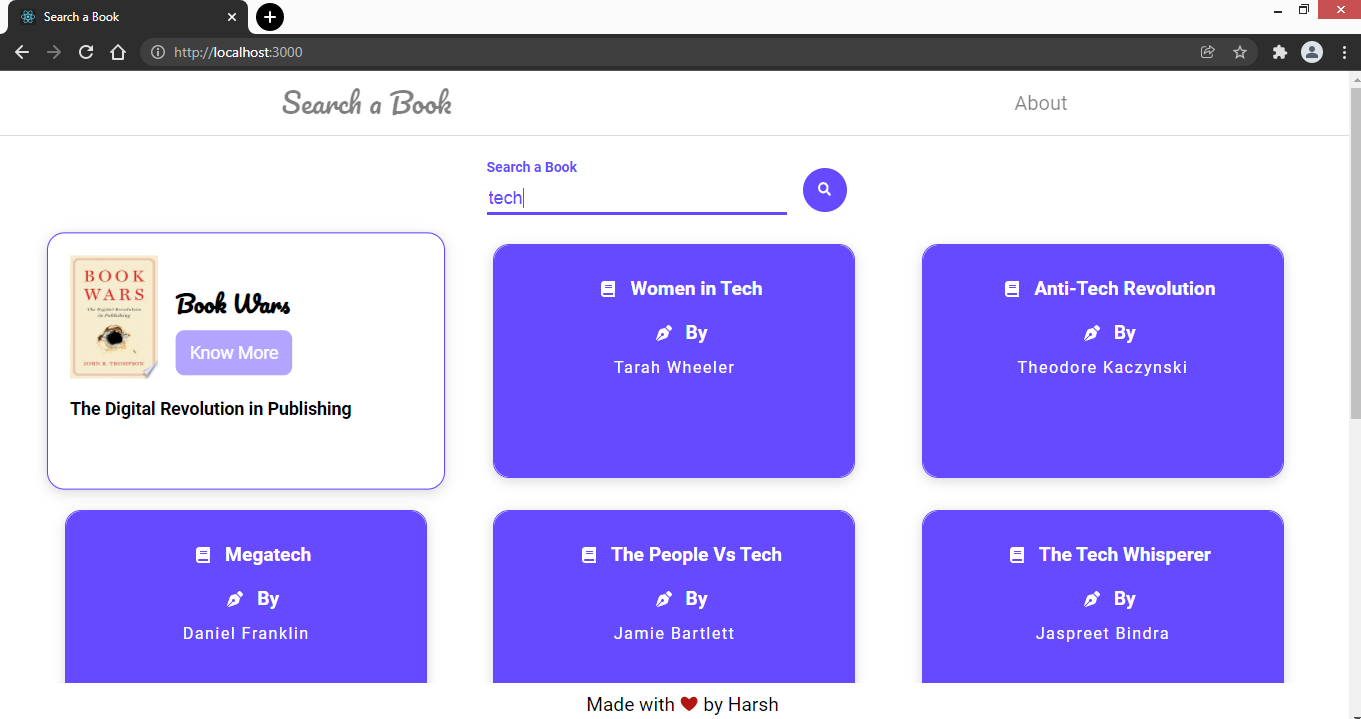 Search a Book
http://localhost:3000
Search a Book
About
Search a Book
tech
BOOK
WARS
The Digital Revolution
in Publishing
JOHN B. THOMPSON
Book Wars
Know More
The Digital Revolution in Publishing
Women in Tech
By
Tarah Wheeler
Anti-Tech Revolution
By
Theodore Kaczynski
Megatech
By
Daniel Franklin
The People Vs Tech
By
Jamie Bartlett
The Tech Whisperer
By
Jaspreet Bindra
Made with by Harsh